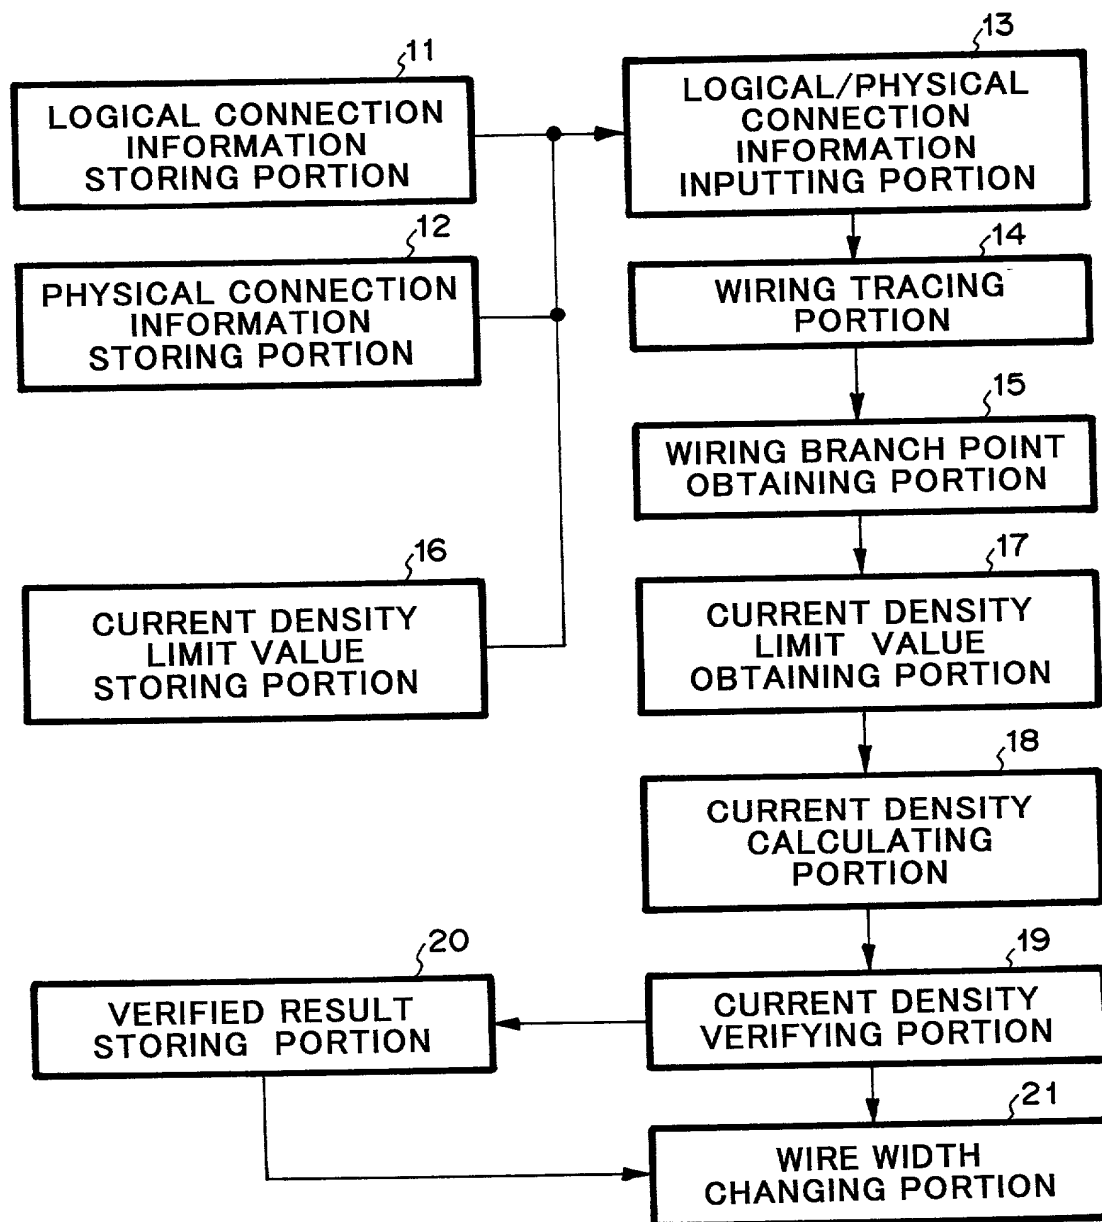 11
LOGICAL CONNECTION
INFORMATION
STORING PORTION
13
LOGICAL/PHYSICAL
CONNECTION
INFORMATION
INPUTTING PORTION
12
PHYSICAL CONNECTION
INFORMATION
STORING PORTION
14
WIRING TRACING
PORTION
15
WIRING BRANCH POINT
OBTAINING PORTION
16
CURRENT DENSITY
LIMIT VALUE
STORING PORTION
17
CURRENT DENSITY
LIMIT VALUE
OBTAINING PORTION
18
CURRENT DENSITY
CALCULATING
PORTION
20
VERIFIED RESULT
STORING PORTION
19
CURRENT DENSITY
VERIFYING PORTION
21
WIRE WIDTH
CHANGING PORTION